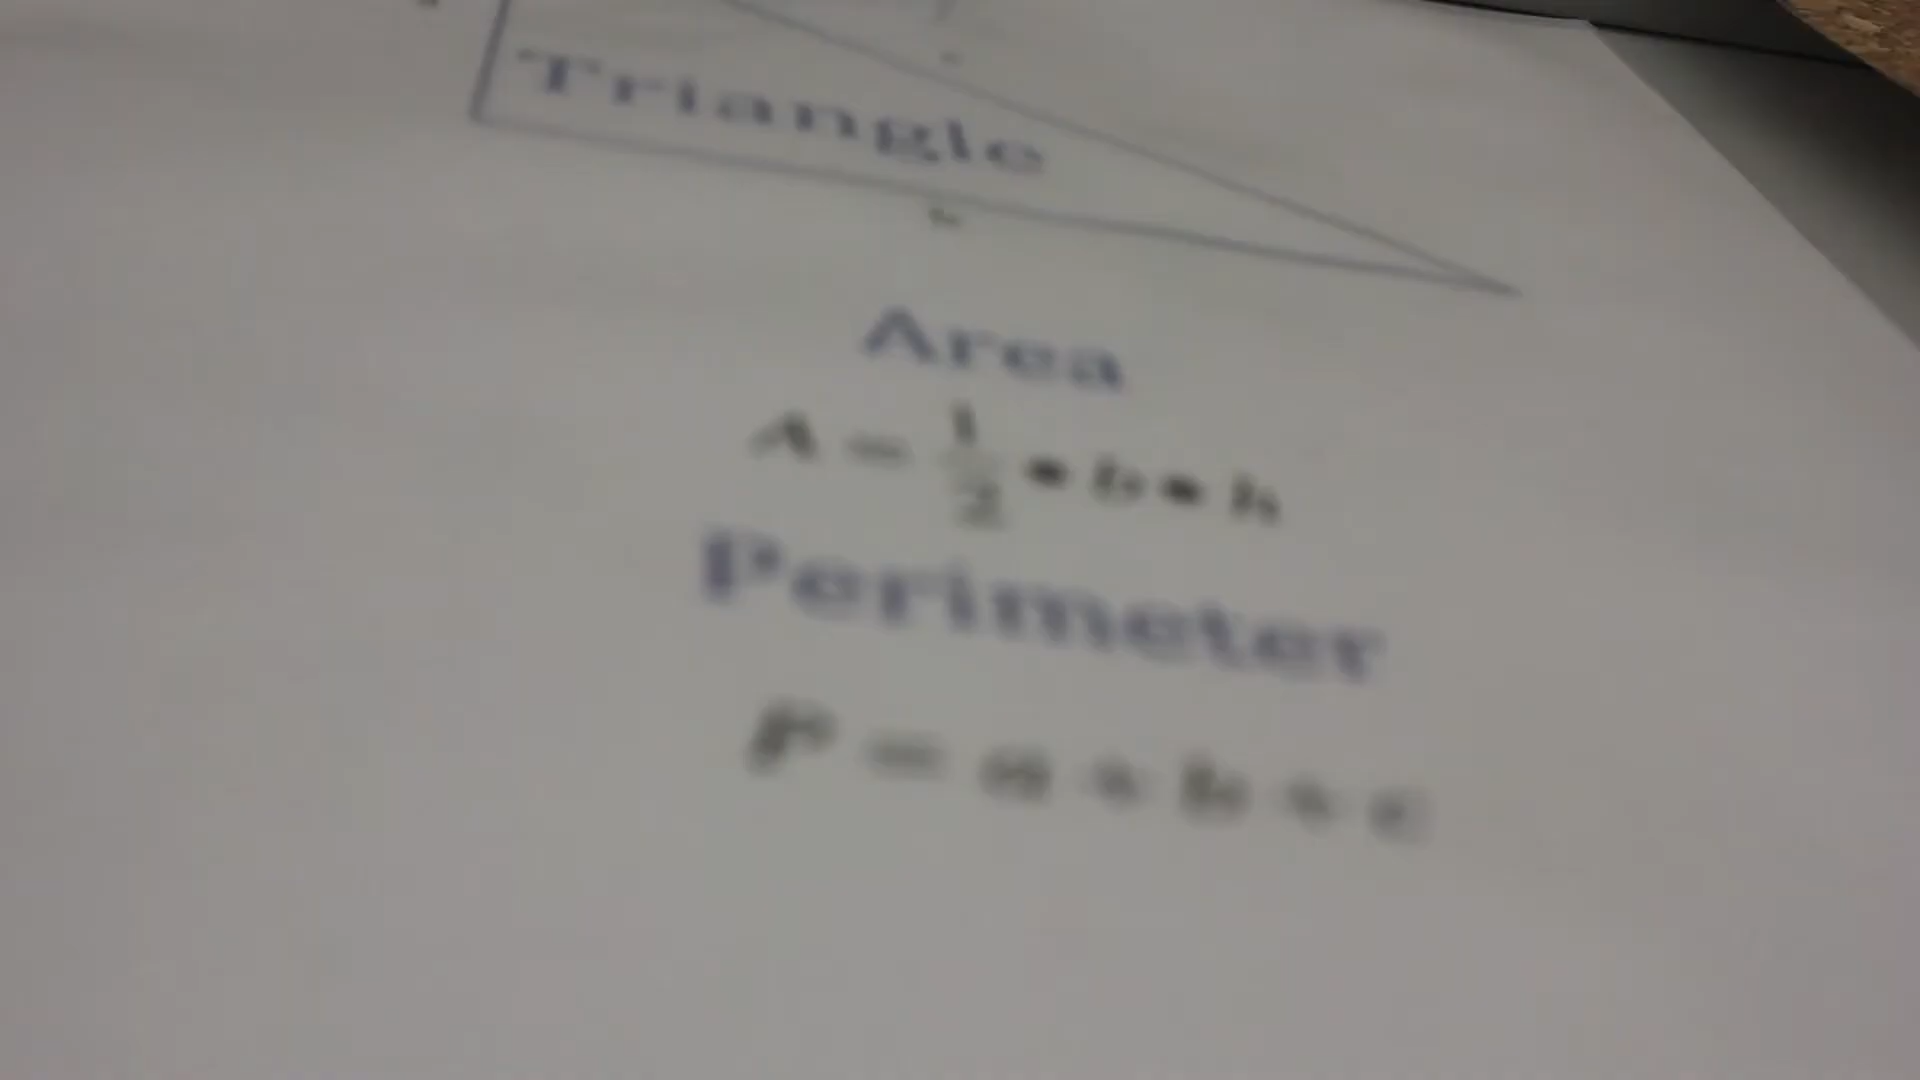 Triangle
b
Area
A = 1/2 • b • h
Perimeter
P = a + b + c